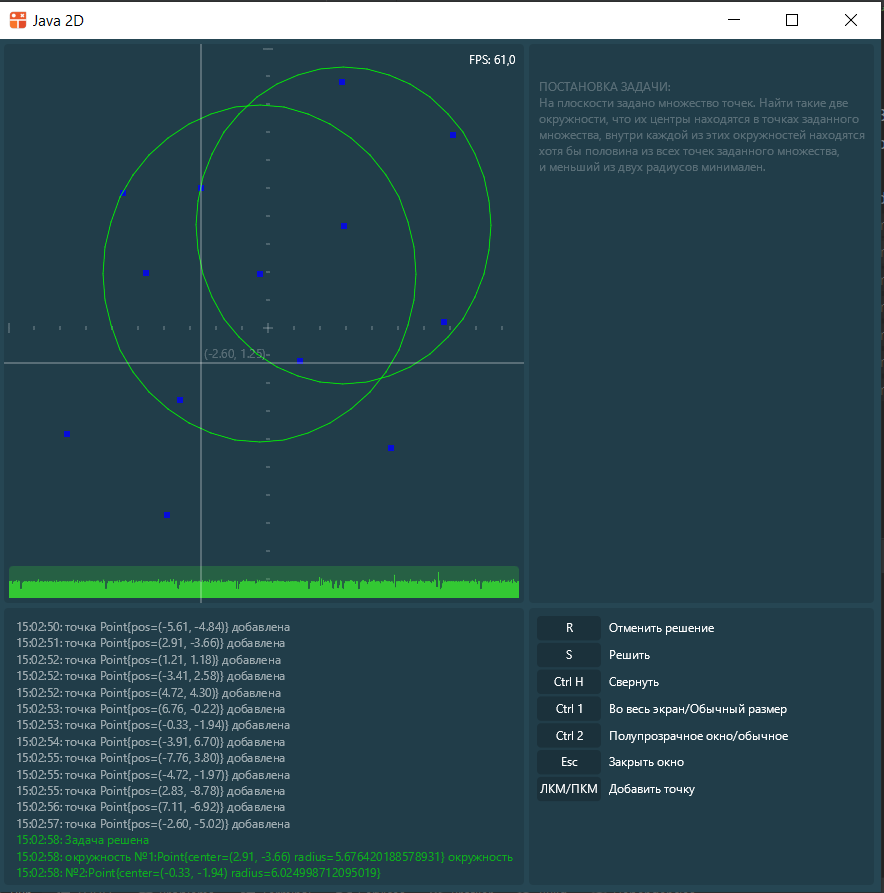 Java 2D
FPS: 61,0
(-2.60, 1.25)
ПОСТАНОВКА ЗАДАЧИ:
На плоскости задано множество точек. Найти такие две
окружности, что их центры находятся в точках заданного
множества, внутри каждой из этих окружностей находятся
хотя бы половина из всех точек заданного множества,
и меньший из двух радиусов минимален.
15:02:50: точка Point{pos=(-5.61, -4.84)} добавлена
15:02:51: точка Point{pos=(2.91, -3.66)} добавлена
15:02:52: точка Point{pos=(1.21, 1.18)} добавлена
15:02:52: точка Point{pos=(-3.41, 2.58)} добавлена
15:02:52: точка Point{pos=(4.72, 4.30)} добавлена
15:02:53: точка Point{pos=(6.76, -0.22)} добавлена
15:02:53: точка Point{pos=(-0.33, -1.94)} добавлена
15:02:54: точка Point{pos=(-3.91, 6.70)} добавлена
15:02:55: точка Point{pos=(-7.76, 3.80)} добавлена
15:02:55: точка Point{pos=(-4.72, -1.97)} добавлена
15:02:55: точка Point{pos=(2.83, -8.78)} добавлена
15:02:56: точка Point{pos=(7.11, -6.92)} добавлена
15:02:57: точка Point{pos=(-2.60, -5.02)} добавлена
15:02:58: Задача решена
15:02:58: окружность №1:Point{center=(2.91, -3.66) radius=5.676420188578931} окружность
15:02:58: №2:Point{center=(-0.33, -1.94) radius=6.024998712095019}
R Отменить решение
S Решить
Ctrl H Свернуть
Ctrl 1 Во весь экран/Обычный размер
Ctrl 2 Полупрозрачное окно/обычное
Esc Закрыть окно
ЛКМ/ПКМ Добавить точку